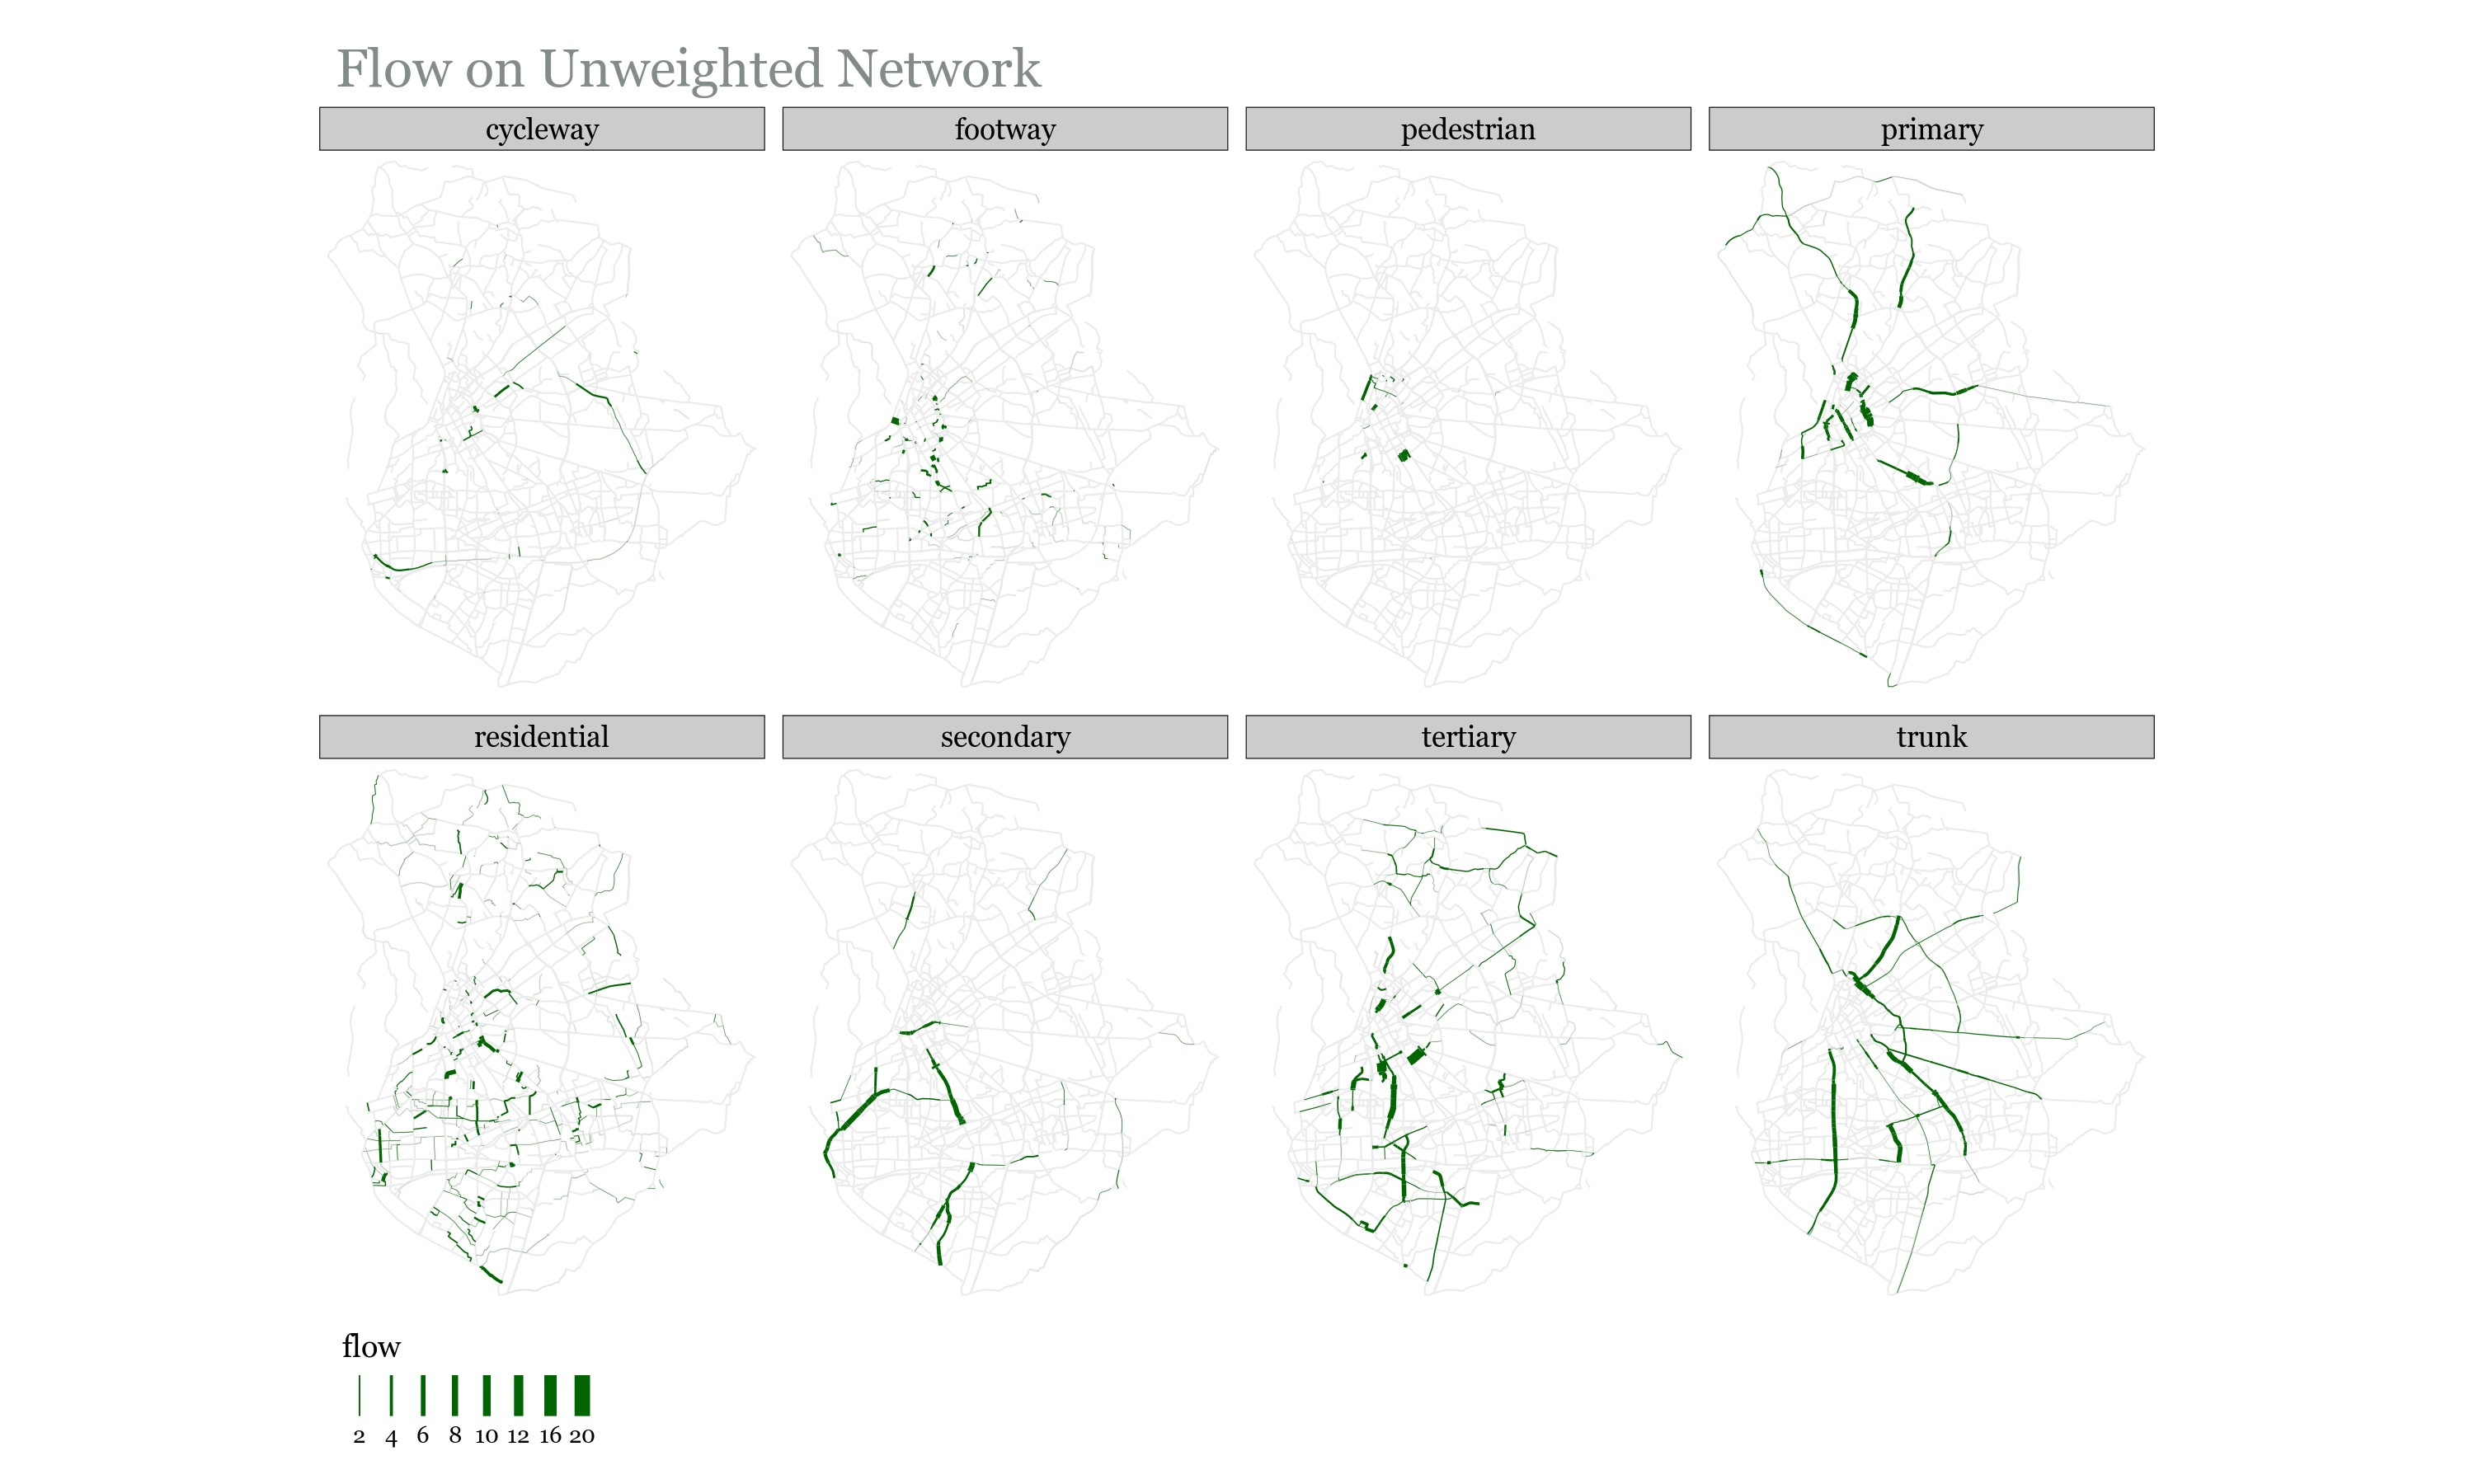 Flow on Unweighted Network
cycleway footway pedestrian primary
residential secondary tertiary trunk
flow
2 4 6 8 10 12 16 20